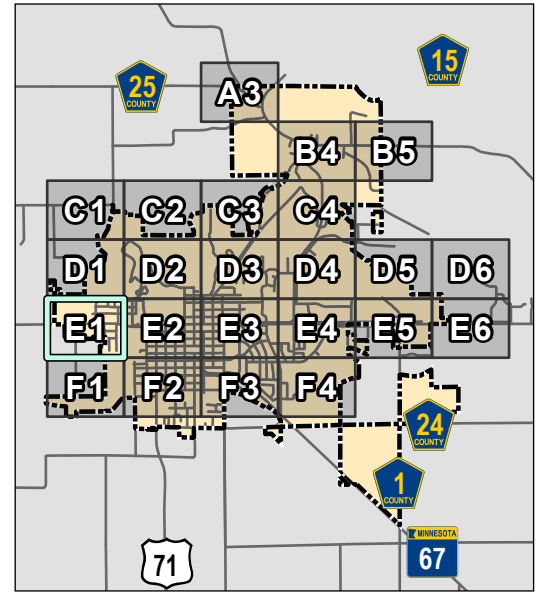 15
COUNTY
25
COUNTY
A3
B4 B5
C1 C2 C3 C4
D1 D2 D3 D4 D5 D6
E1 E2 E3 E4 E5 E6
F1 F2 F3 F4
24
COUNTY
1
COUNTY
MINNESOTA
67
71